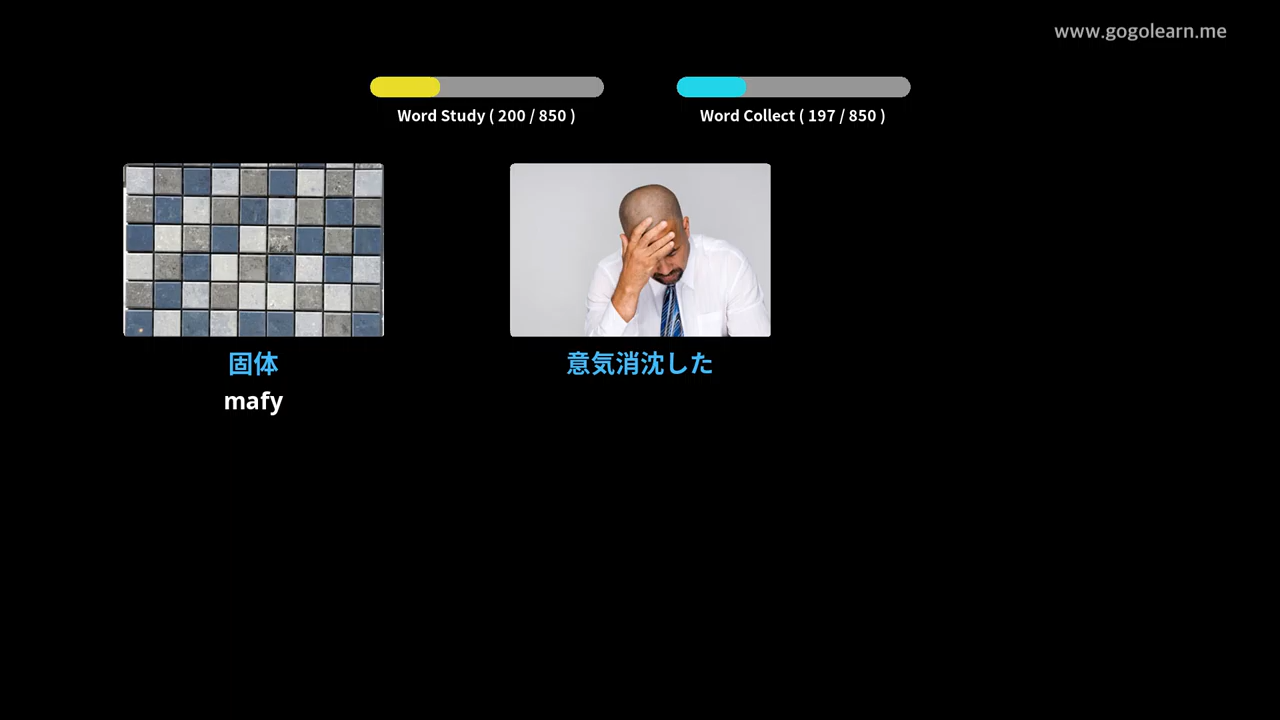 www.gogolearn.me
Word Study ( 200 / 850 )
Word Collect ( 197 / 850 )
固体
mafy
意気消沈した